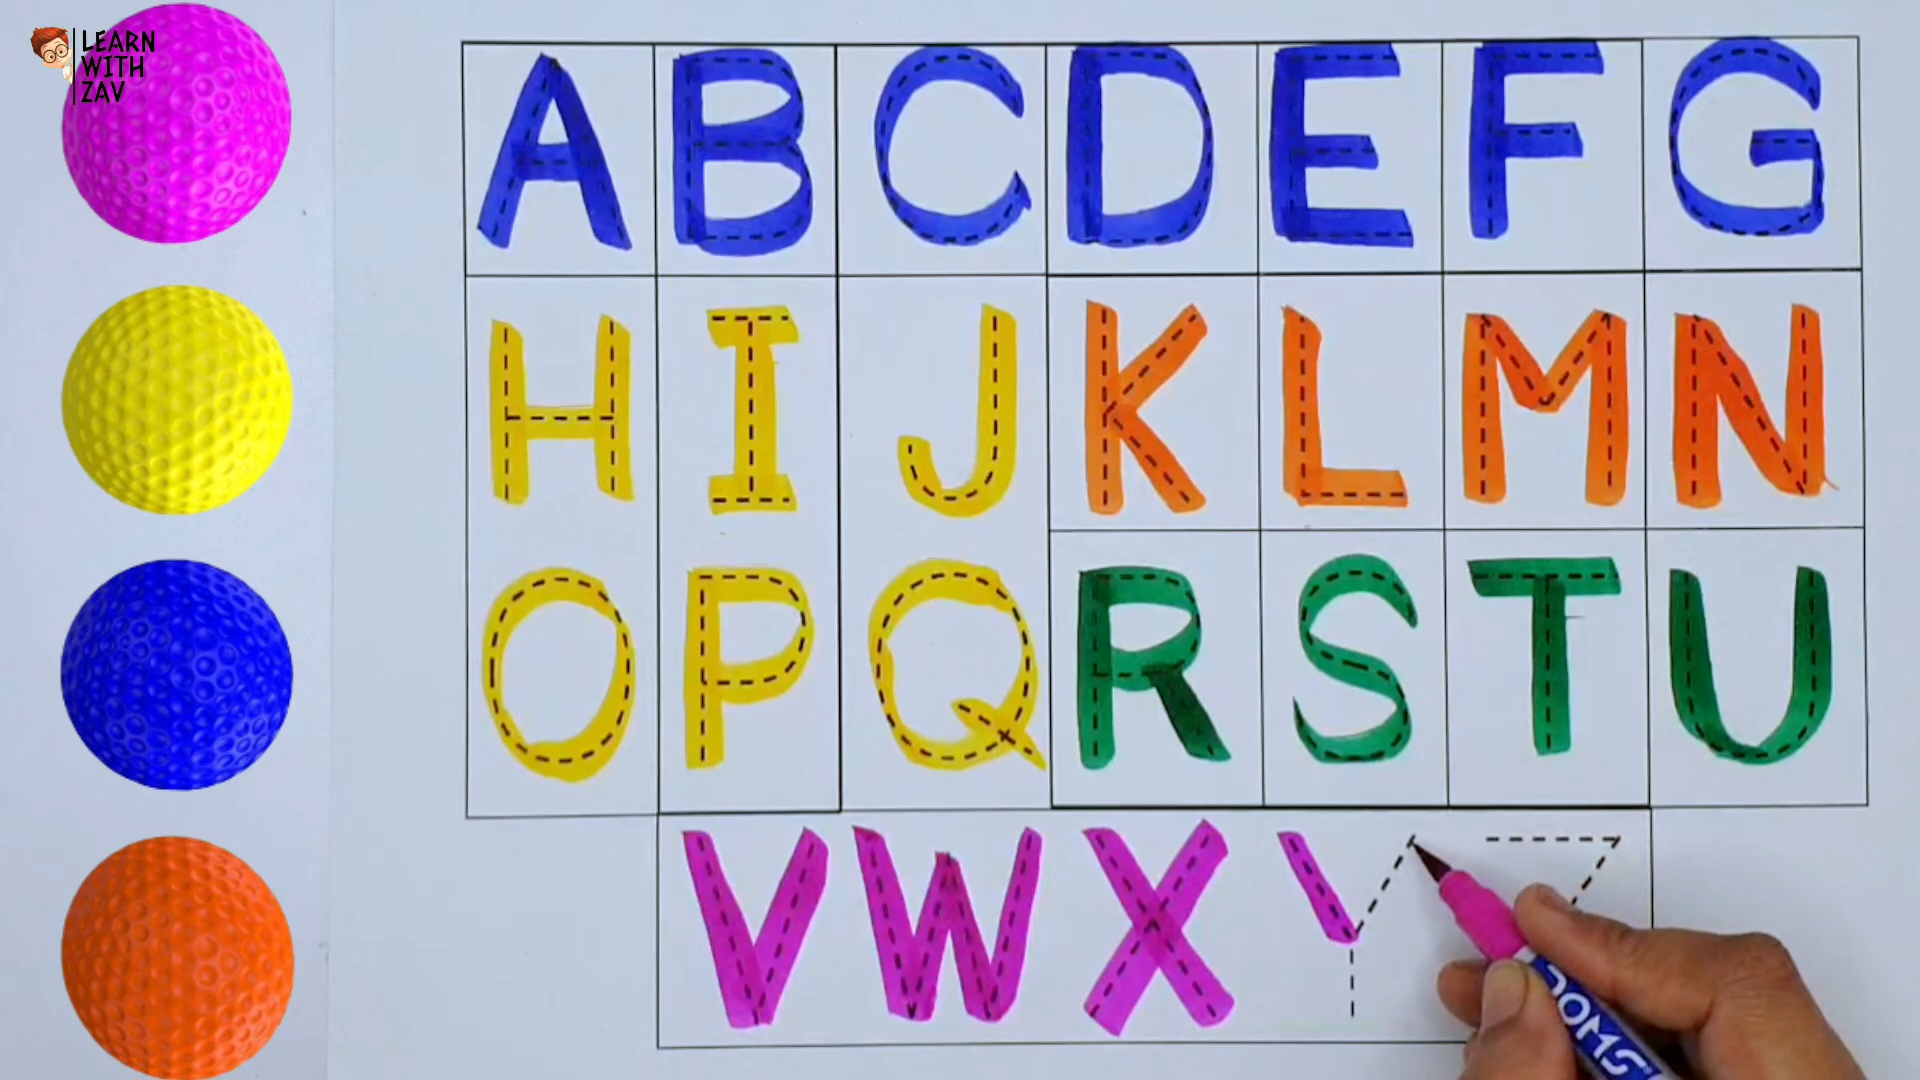 LEARN
WITH
ZAV
A B C D E F G
H I J K L M N
O P Q R S T U
V W X Y Z
DOMS